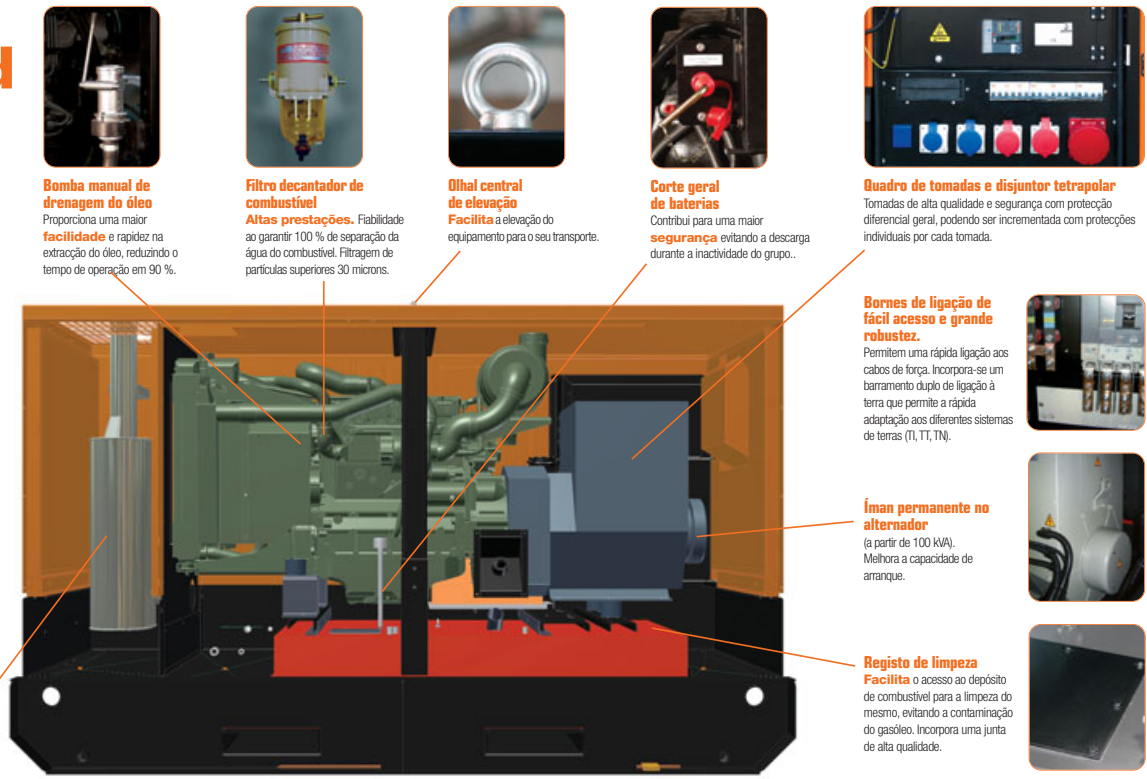 Bomba manual de
drenagem do óleo
Proporciona uma maior
facilidade e rapidez na
extracção do óleo, reduzindo o
tempo de operação em 90 %.
Filtro decantador de
combustível
Altas prestações. Fiabilidade
ao garantir 100 % de separação da
água do combustível. Filtragem de
partículas superiores 30 microns.
Olhal central
de elevação
Facilita a elevação do
equipamento para o seu transporte.
Corte geral
de baterias
Contribui para uma maior
segurança evitando a descarga
durante a inactividade do grupo..
Quadro de tomadas e disjuntor tetrapolar
Tomadas de alta qualidade e segurança com protecção
diferencial geral, podendo ser incrementada com protecções
individuais por cada tomada.
Bornes de ligação de
fácil acesso e grande
robustez.
Permitem uma rápida ligação aos
cabos de força. Incorpora-se um
barramento duplo de ligação à
terra que permite a rápida
adaptação aos diferentes sistemas
de terras (TI, TT, TN).
Íman permanente no
alternador
(a partir de 100 kVA).
Melhora a capacidade de
arranque.
Registo de limpeza
Facilita o acesso ao depósito
de combustível para a limpeza do
mesmo, evitando a contaminação
do gasóleo. Incorpora uma junta
de alta qualidade.